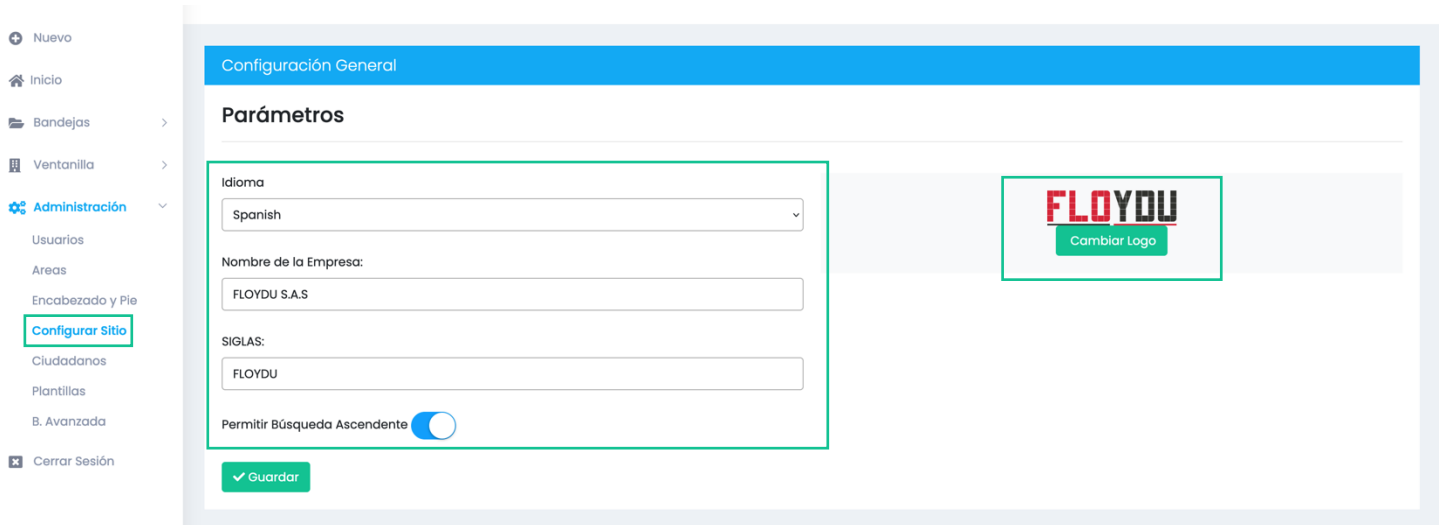 Nuevo
Inicio
Bandejas
Ventanilla
Administración
Usuarios
Areas
Encabezado y Pie
Configurar Sitio
Ciudadanos
Plantillas
B. Avanzada
Cerrar Sesión
Configuración General
Parámetros
Idioma
Spanish
Nombre de la Empresa:
FLOYDU S.A.S
SIGLAS:
FLOYDU
Permitir Búsqueda Ascendente
Guardar
FLOYDU
Cambiar Logo